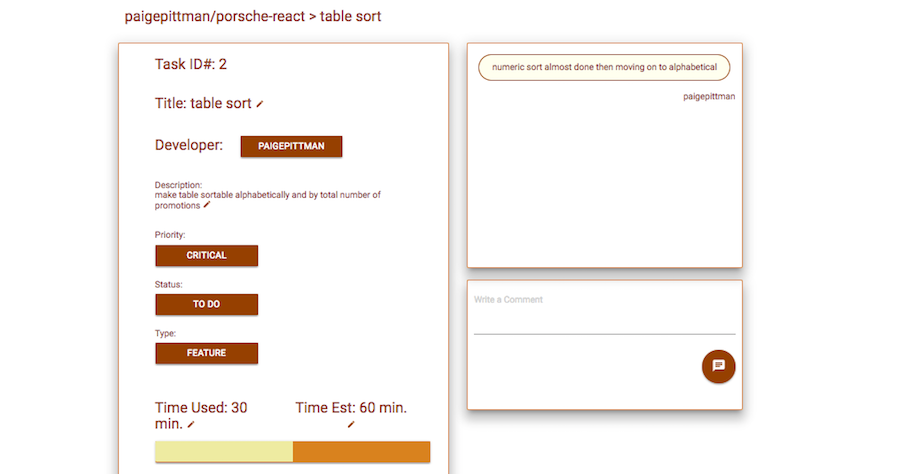 paigepittman/porsche-react > table sort
Task ID#: 2
Title: table sort
Developer: PAIGEPITTMAN
Description:
make table sortable alphabetically and by total number of
promotions
Priority:
CRITICAL
Status:
TO DO
Type:
FEATURE
Time Used: 30
min.
Time Est: 60 min.
numeric sort almost done then moving on to alphabetical
paigepittman
Write a Comment